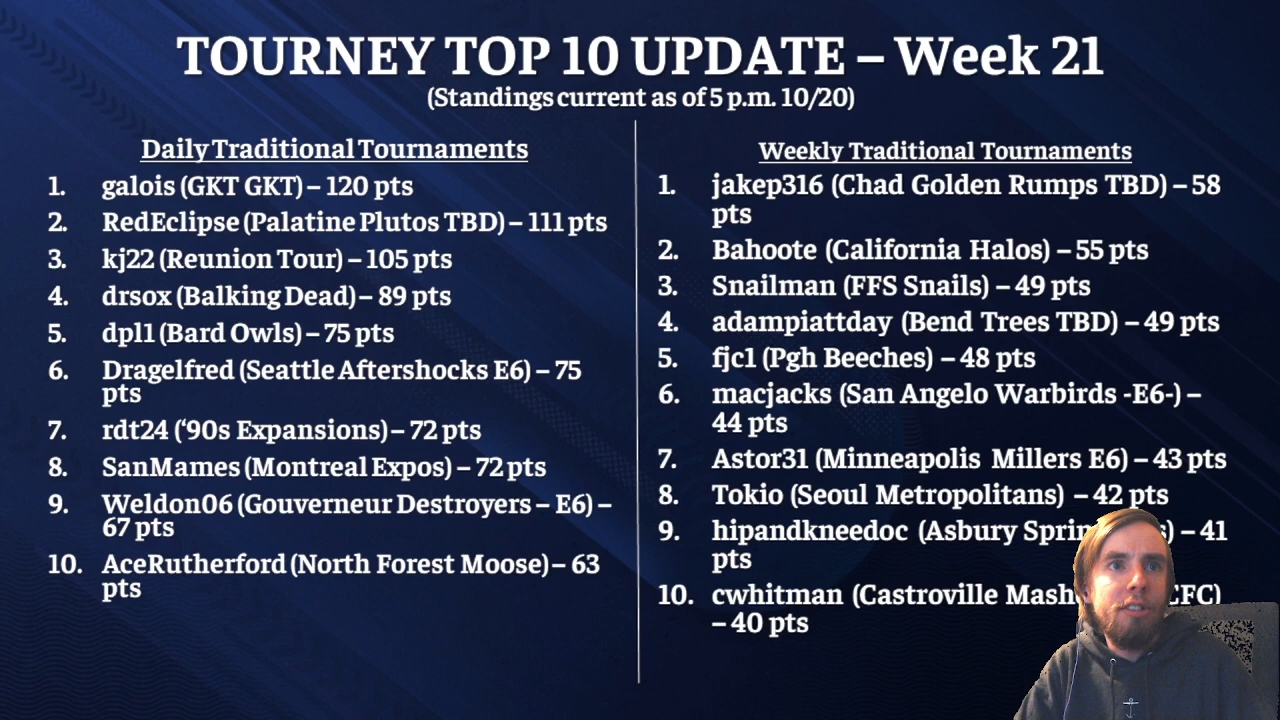 TOURNEY TOP 10 UPDATE – Week 21
(Standings current as of 5 p.m. 10/20)
Daily Traditional Tournaments
1. galois (GKT GKT) – 120 pts
2. RedEclipse (Palatine Plutos TBD) – 111 pts
3. kj22 (Reunion Tour) – 105 pts
4. drsox (Balking Dead) – 89 pts
5. dpl1 (Bard Owls) – 75 pts
6. Dragelfred (Seattle Aftershocks E6) – 75
pts
7. rdt24 (‘90s Expansions) – 72 pts
8. SanMames (Montreal Expos) – 72 pts
9. Weldon06 (Gouverneur Destroyers – E6) –
67 pts
10. AceRutherford (North Forest Moose) – 63
pts
Weekly Traditional Tournaments
1. jakep316 (Chad Golden Rumps TBD) – 58
pts
2. Bahoote (California Halos) – 55 pts
3. Snailman (FFS Snails) – 49 pts
4. adampiattday (Bend Trees TBD) – 49 pts
5. fjc1 (Pgh Beeches) – 48 pts
6. macjacks (San Angelo Warbirds -E6-) –
44 pts
7. Astor31 (Minneapolis Millers E6) – 43 pts
8. Tokio (Seoul Metropolitans) – 42 pts
9. hipandkneedoc (Asbury – 41
pts
10. cwhitman (Castroville CFC)
– 40 pts